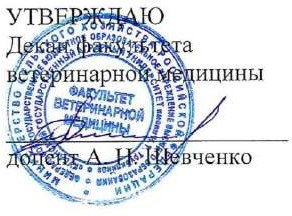 УТВЕРЖДАЮ
Декан факультета
ветеринарной медицины
ФАКУЛЬТЕТ
ВЕТЕРИНАРНОЙ
МЕДИЦИНЫ
доцент А. Н. Шевченко